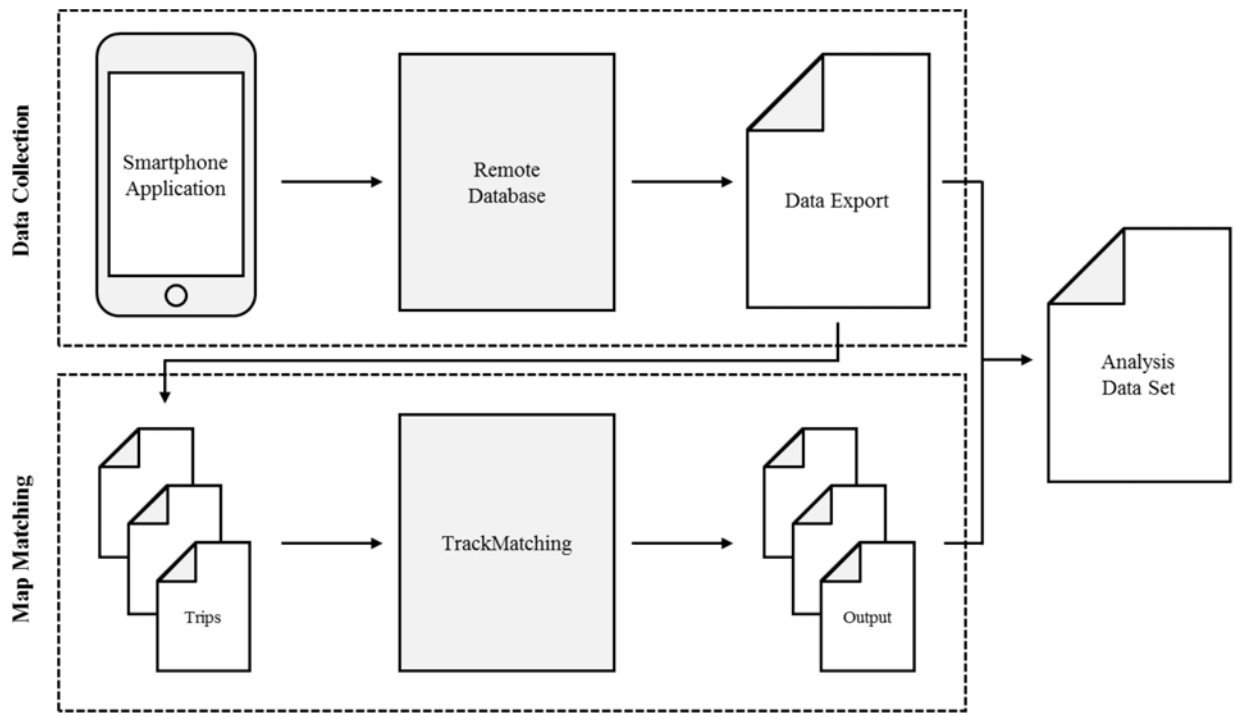 Data Collection
Smartphone
Application
Remote
Database
Data Export
Analysis
Data Set
Map Matching
Trips
TrackMatching
Output